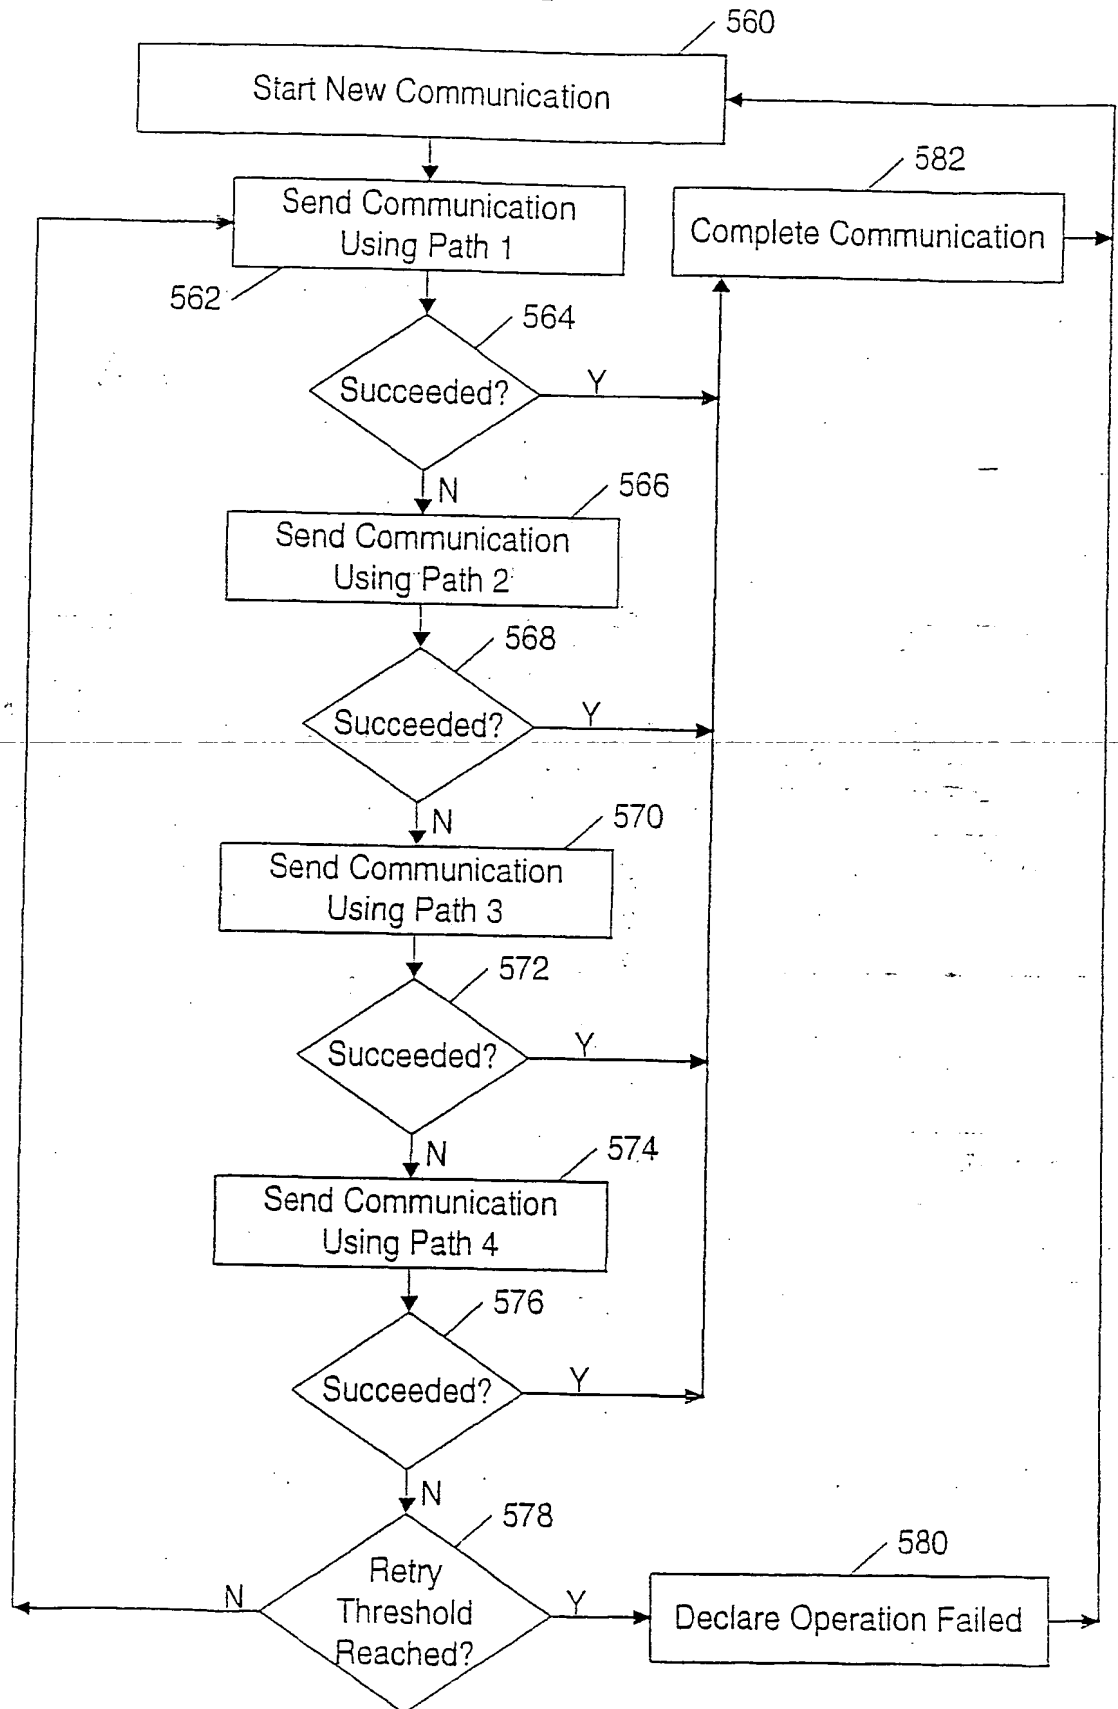 560
Start New Communication
582
Send Communication
Using Path 1
Complete Communication
562
564
Succeeded?
Y
N
566
Send Communication
Using Path 2
568
Succeeded?
Y
N
570
Send Communication
Using Path 3
572
Succeeded?
Y
N
574
Send Communication
Using Path 4
576
Succeeded?
Y
N
578
580
Retry
Threshold
Reached?
N
Y
Declare Operation Failed